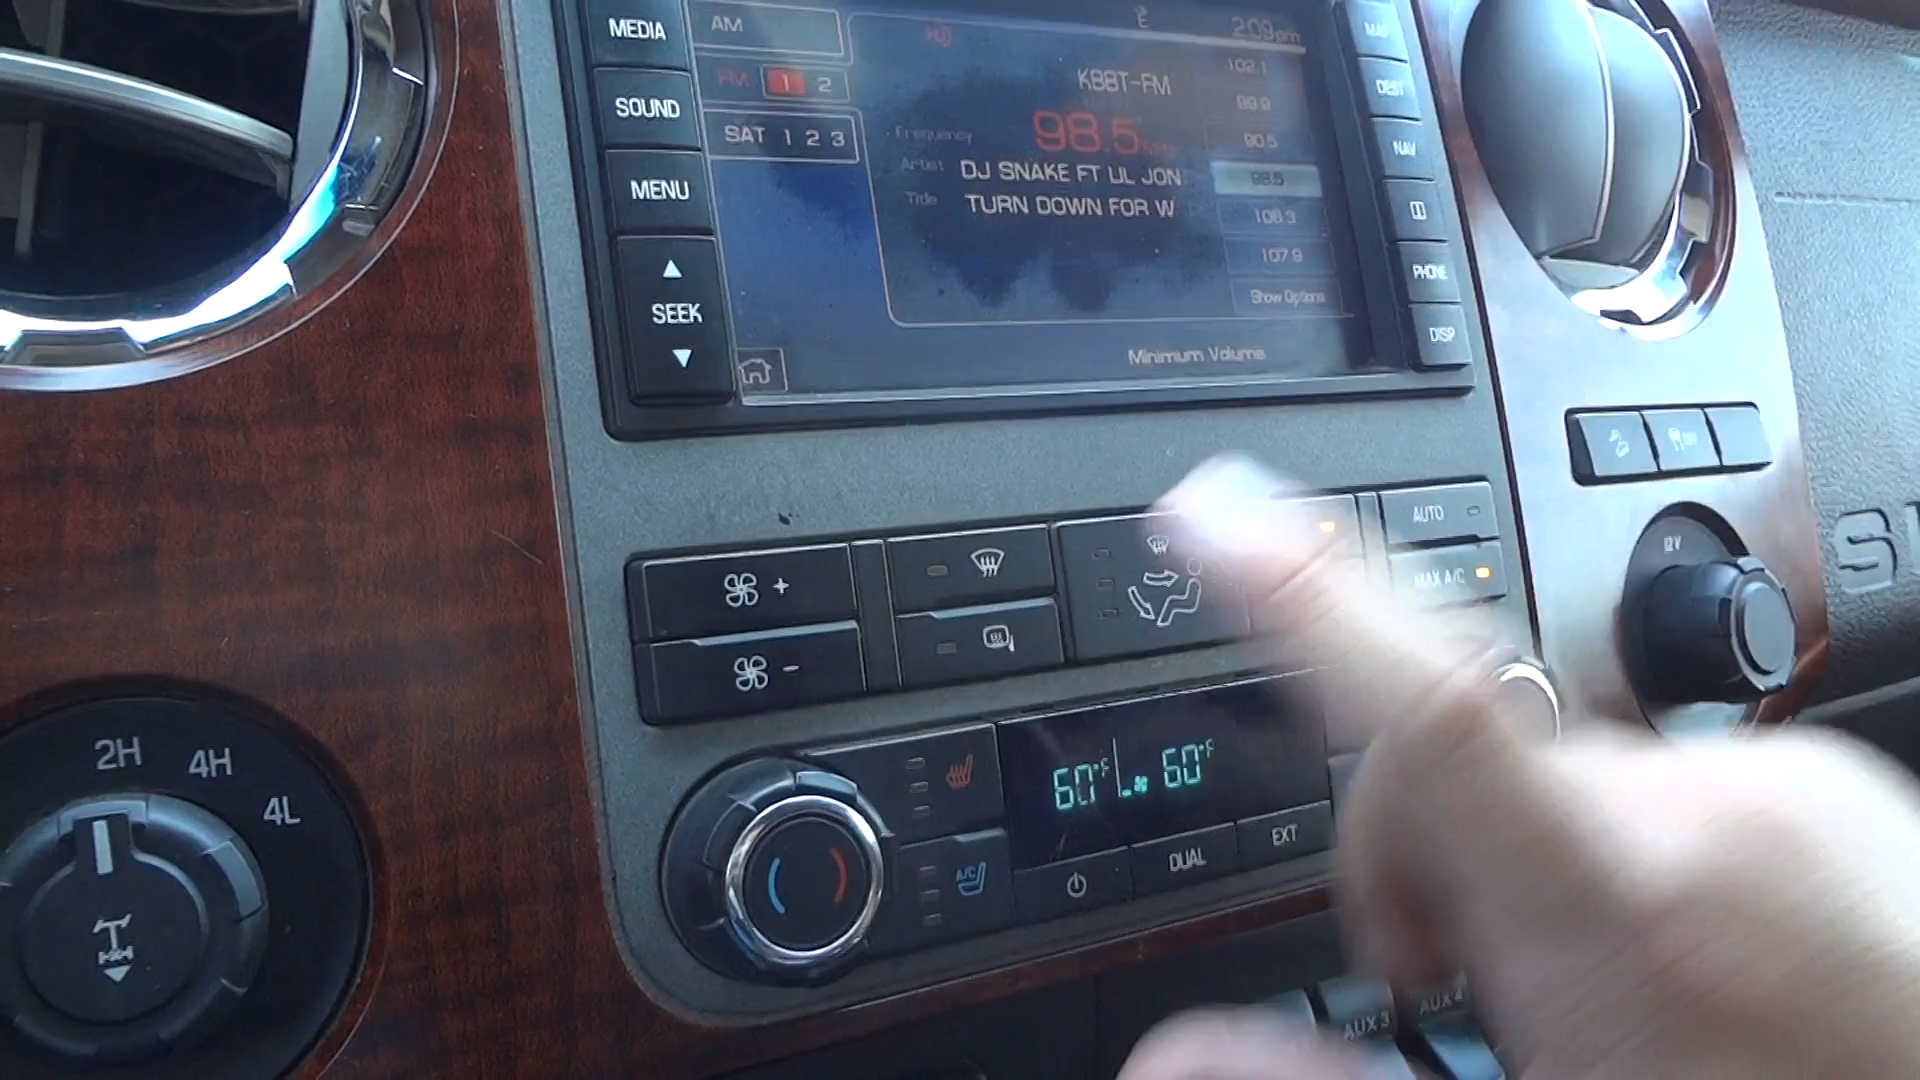 MEDIA
SOUND
MENU
SEEK
AM
FM 1 2
SAT 1 2 3
2:09pm
KBBT-FM
Frequency 98.5
Artist DJ SNAKE FT LIL JON
Title TURN DOWN FOR W
102.1
99.9
90.5
98.5
106.3
107.9
Show Options
Minimum Volume
MAP
DEST
NAV
PHONE
DISP
OFF
+
-
AUTO
MAX A/C
12V
2H
4H
4L
60°F
60°F
A/C
DUAL
EXT
AUX 3
AUX 4